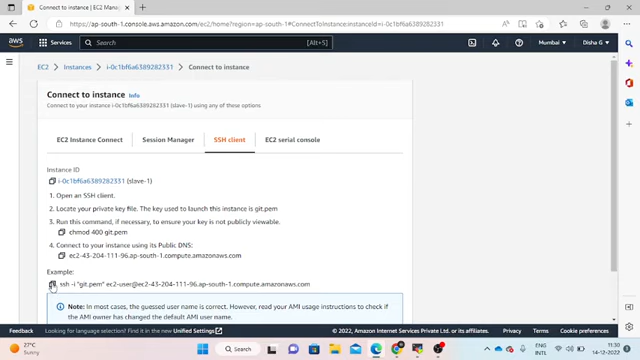 Connect to instance | EC2 Manag
https://ap-south-1.console.aws.amazon.com/ec2/home?region=ap-south-1#ConnectToInstance:instanceId=i-0c1bf6a6389282331
aws Services Search [Alt+S] Mumbai Disha G
EC2 > Instances > i-0c1bf6a6389282331 > Connect to instance
Connect to instance Info
Connect to your instance i-0c1bf6a6389282331 (slave-1) using any of these options
EC2 Instance Connect Session Manager SSH client EC2 serial console
Instance ID
i-0c1bf6a6389282331 (slave-1)
1. Open an SSH client.
2. Locate your private key file. The key used to launch this instance is git.pem
3. Run this command, if necessary, to ensure your key is not publicly viewable.
chmod 400 git.pem
4. Connect to your instance using its Public DNS:
ec2-43-204-111-96.ap-south-1.compute.amazonaws.com
Example:
ssh -i "git.pem" ec2-user@ec2-43-204-111-96.ap-south-1.compute.amazonaws.com
Note: In most cases, the guessed user name is correct. However, read your AMI usage instructions to check if
the AMI owner has changed the default AMI user name.
Feedback Looking for language selection? Find it in the new Unified Settings © 2022, Amazon Internet Services Private Ltd. or its affiliates. Privacy Terms Cookie preferences
27°C
Sunny
Search
ENG
INTL
11:30
14-12-2022